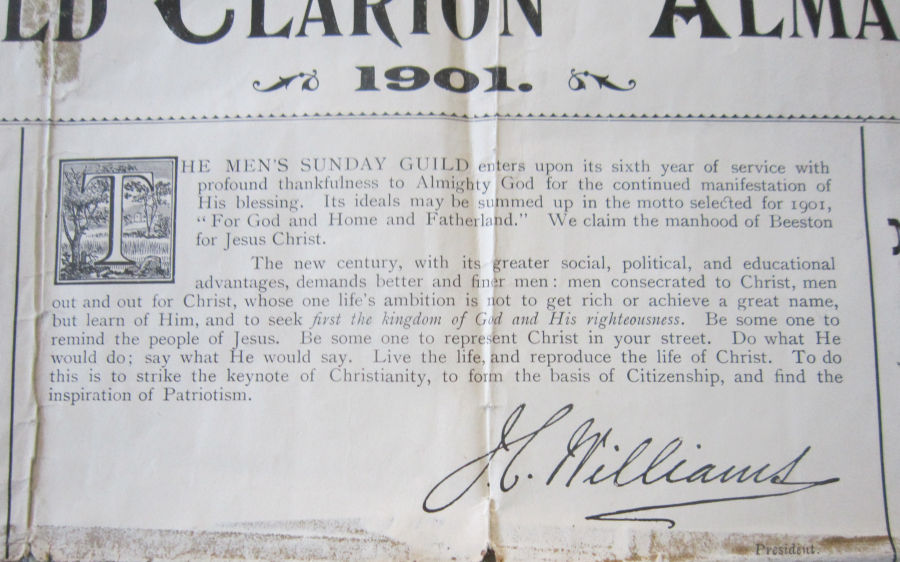 LD CLARION ALMA
1901.
THE MEN'S SUNDAY GUILD enters upon its sixth year of service with
profound thankfulness to Almighty God for the continued manifestation of
His blessing. Its ideals may be summed up in the motto selected for 1901,
"For God and Home and Fatherland." We claim the manhood of Beeston
for Jesus Christ.
The new century, with its greater social, political, and educational
advantages, demands better and finer men: men consecrated to Christ, men
out and out for Christ, whose one life's ambition is not to get rich or achieve a great name,
but learn of Him, and to seek first the kingdom of God and His righteousness. Be some one to
remind the people of Jesus. Be some one to represent Christ in your street. Do what He
would do; say what He would say. Live the life, and reproduce the life of Christ. To do
this is to strike the keynote of Christianity, to form the basis of Citizenship, and find the
inspiration of Patriotism.
J. C. Williams
President.